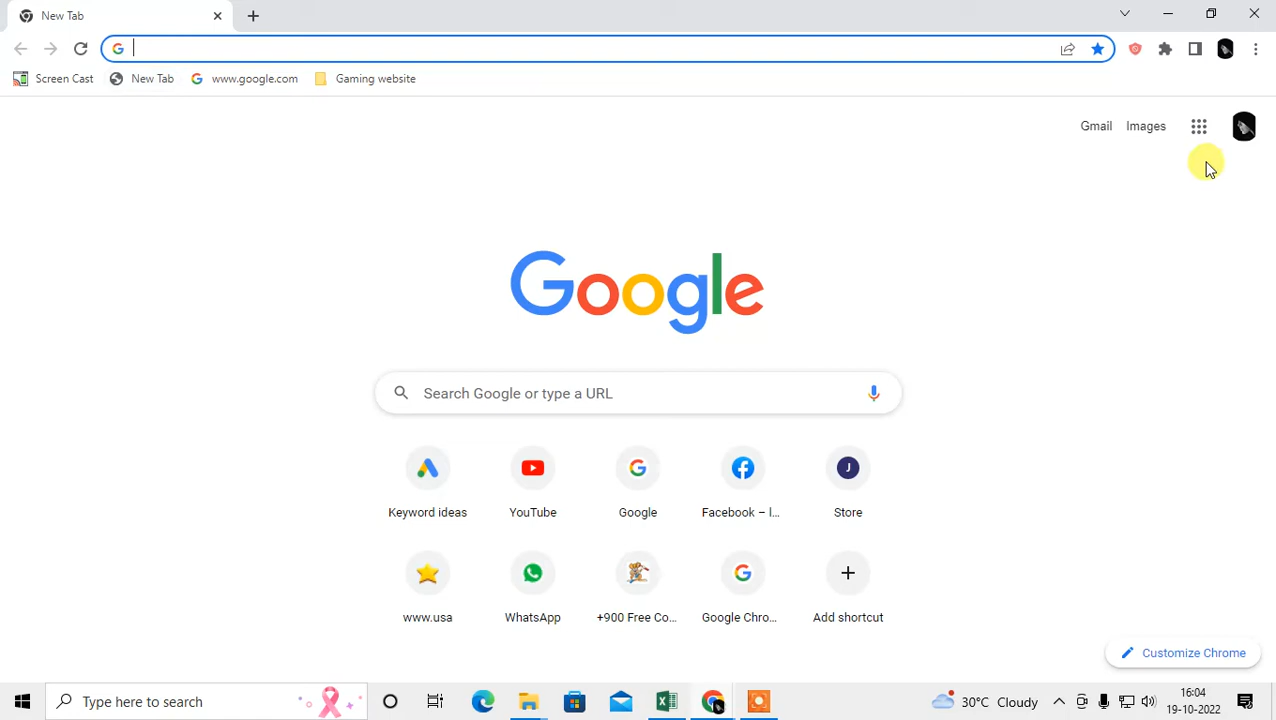 New Tab
Screen Cast New Tab www.google.com Gaming website
Gmail Images
Google
Search Google or type a URL
Keyword ideas YouTube Google Facebook – l... Store
J
www.usa WhatsApp +900 Free Co... Google Chro... Add shortcut
Customize Chrome
Type here to search 30°C Cloudy 16:04
19-10-2022